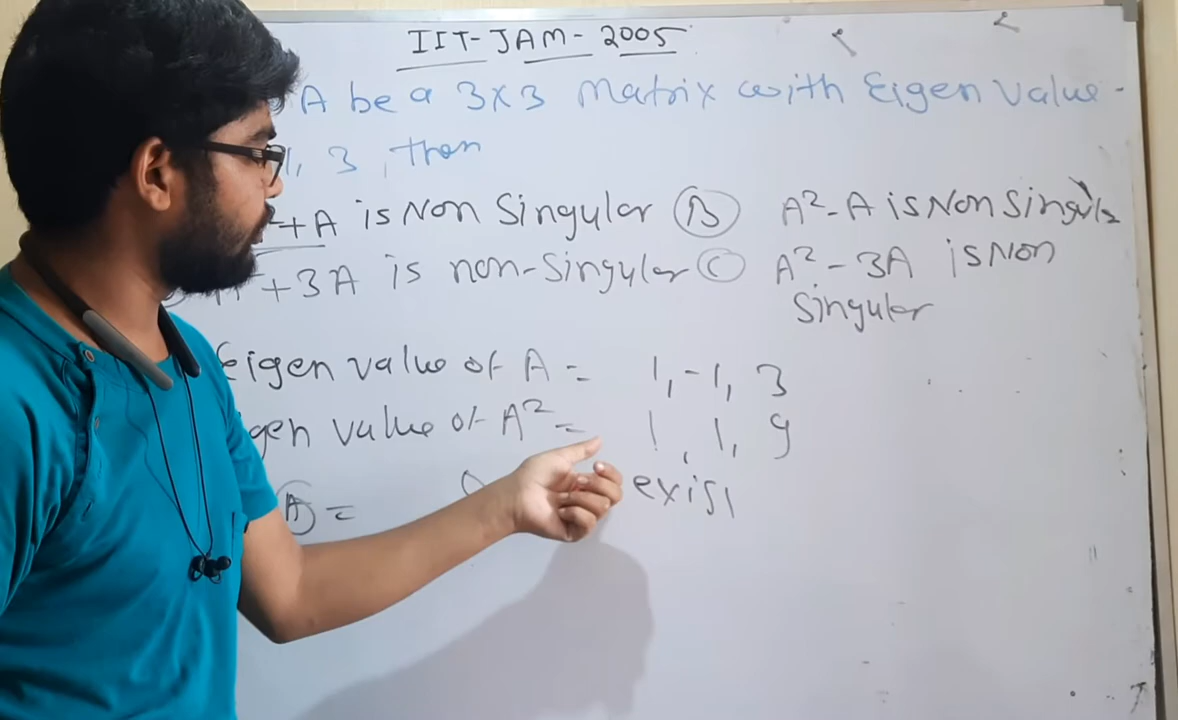 IIT-JAM-2005
A be a 3×3 Matrix with Eigen value-
1, 3, then
+A is Non Singular (B) A²-A is Non Singular
+3A is non-Singular (C) A²-3A is Non
Singular
Eigen value of A = 1, -1, 3
value of A² = 1, 1, 9
(A) = exist